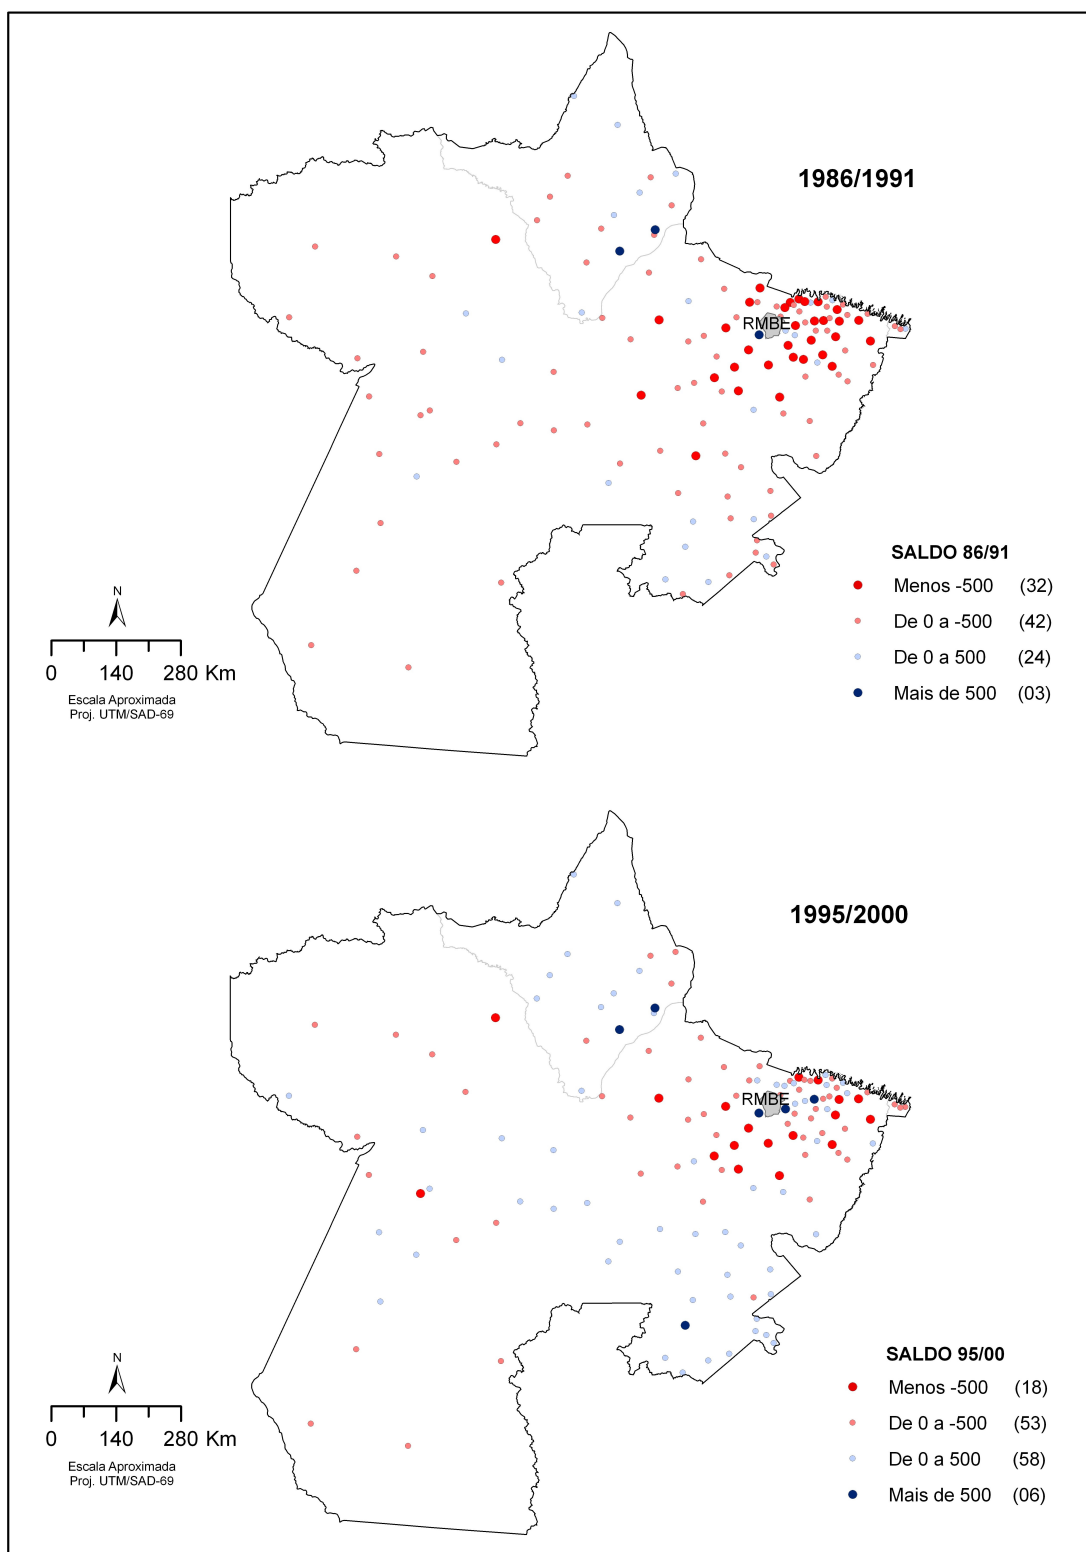 1986/1991
RMBE
SALDO 86/91
Menos -500 (32)
De 0 a -500 (42)
De 0 a 500 (24)
Mais de 500 (03)
N
0 140 280 Km
Escala Aproximada
Proj. UTM/SAD-69
1995/2000
RMBE
SALDO 95/00
Menos -500 (18)
De 0 a -500 (53)
De 0 a 500 (58)
Mais de 500 (06)
N
0 140 280 Km
Escala Aproximada
Proj. UTM/SAD-69